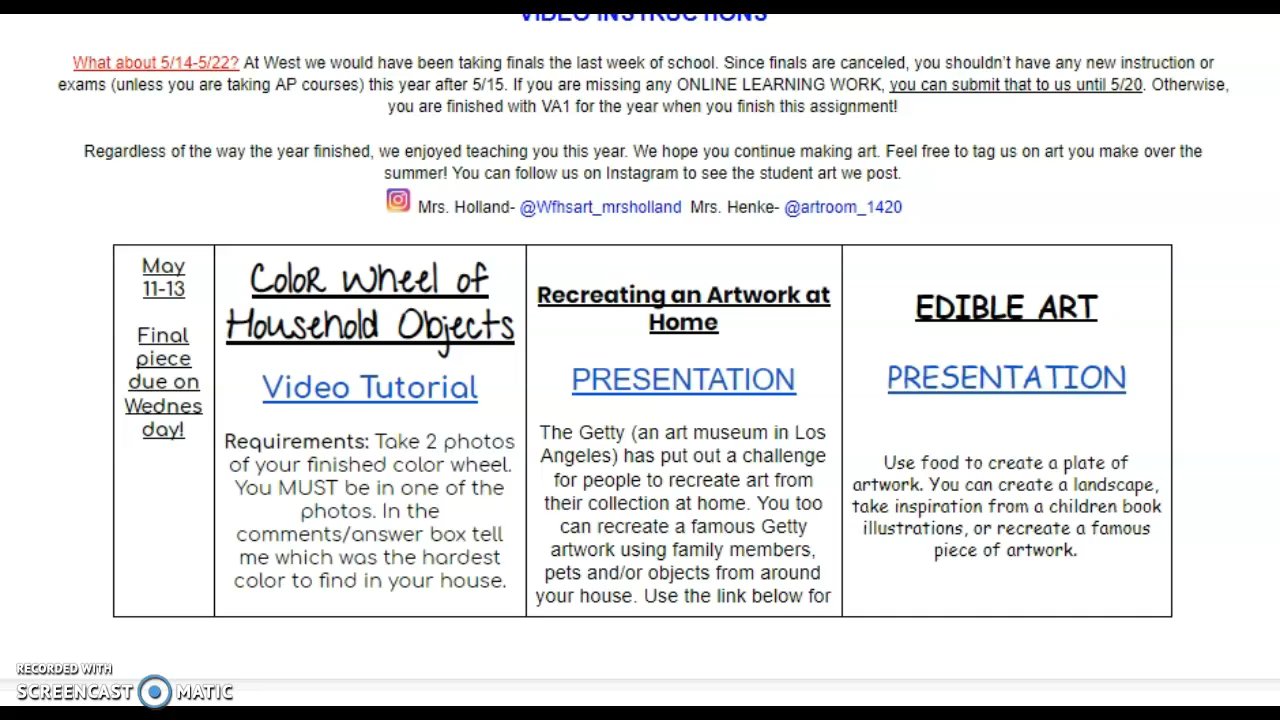 VIDEO INSTRUCTIONS
What about 5/14-5/22? At West we would have been taking finals the last week of school. Since finals are canceled, you shouldn't have any new instruction or
exams (unless you are taking AP courses) this year after 5/15. If you are missing any ONLINE LEARNING WORK, you can submit that to us until 5/20. Otherwise,
you are finished with VA1 for the year when you finish this assignment!
Regardless of the way the year finished, we enjoyed teaching you this year. We hope you continue making art. Feel free to tag us on art you make over the
summer! You can follow us on Instagram to see the student art we post.
Mrs. Holland- @Wfhsart_mrsholland Mrs. Henke- @artroom_1420
May
11-13
Final
piece
due on
Wednes
day!
Color Wheel of
Household Objects
Video Tutorial
Requirements: Take 2 photos
of your finished color wheel.
You MUST be in one of the
photos. In the
comments/answer box tell
me which was the hardest
color to find in your house.
Recreating an Artwork at
Home
PRESENTATION
The Getty (an art museum in Los
Angeles) has put out a challenge
for people to recreate art from
their collection at home. You too
can recreate a famous Getty
artwork using family members,
pets and/or objects from around
your house. Use the link below for
EDIBLE ART
PRESENTATION
Use food to create a plate of
artwork. You can create a landscape,
take inspiration from a children book
illustrations, or recreate a famous
piece of artwork.
RECORDED WITH
SCREENCAST MATIC